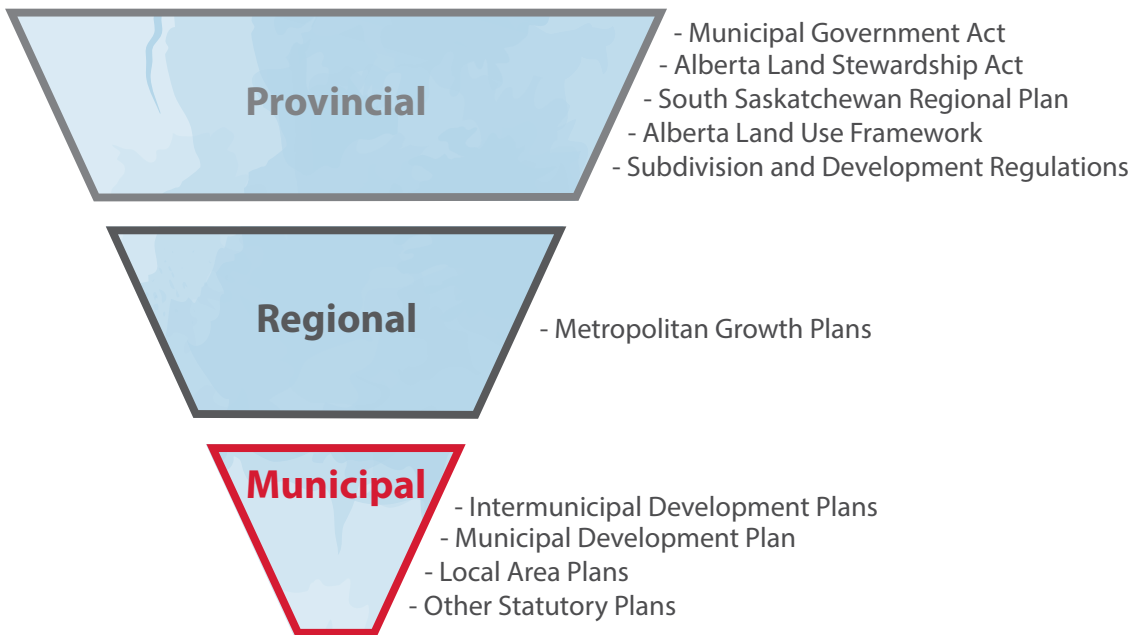 Provincial
- Municipal Government Act
- Alberta Land Stewardship Act
- South Saskatchewan Regional Plan
- Alberta Land Use Framework
- Subdivision and Development Regulations
Regional
- Metropolitan Growth Plans
Municipal
- Intermunicipal Development Plans
- Municipal Development Plan
- Local Area Plans
- Other Statutory Plans